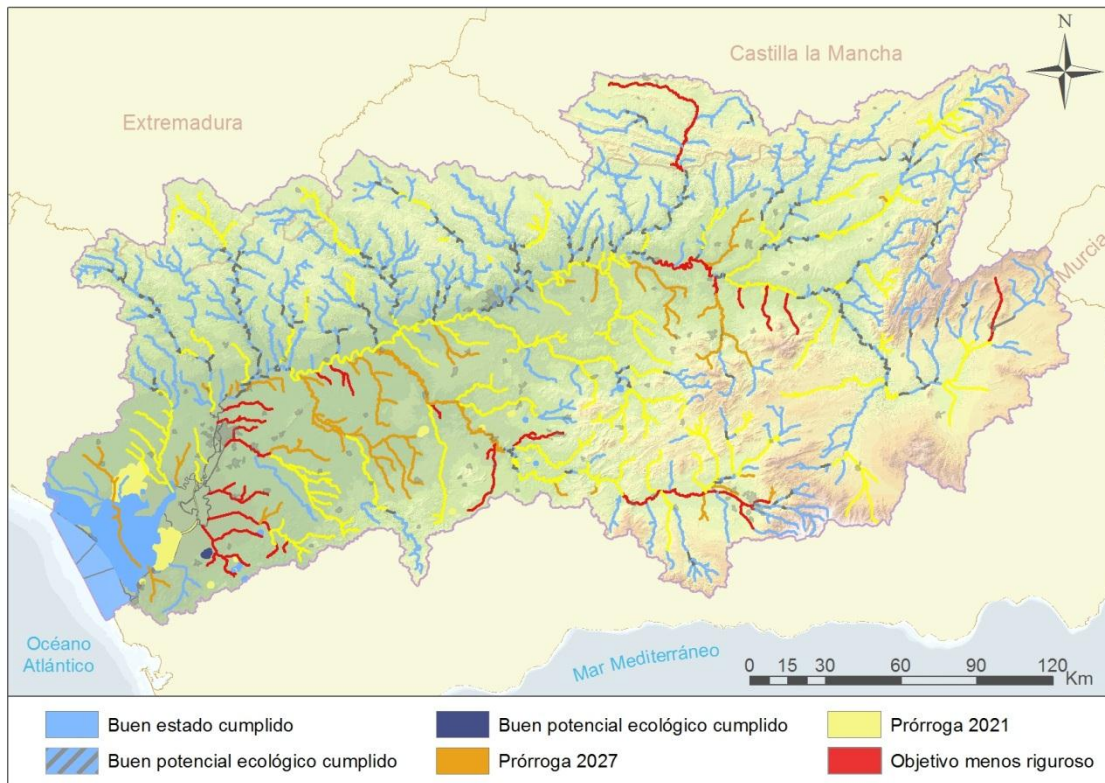 N
Castilla la Mancha
Extremadura
Murcia
Océano
Atlántico
Mar Mediterráneo
0 15 30 60 90 120
Km
Buen estado cumplido
Buen potencial ecológico cumplido
Prórroga 2021
Buen potencial ecológico cumplido
Prórroga 2027
Objetivo menos riguroso